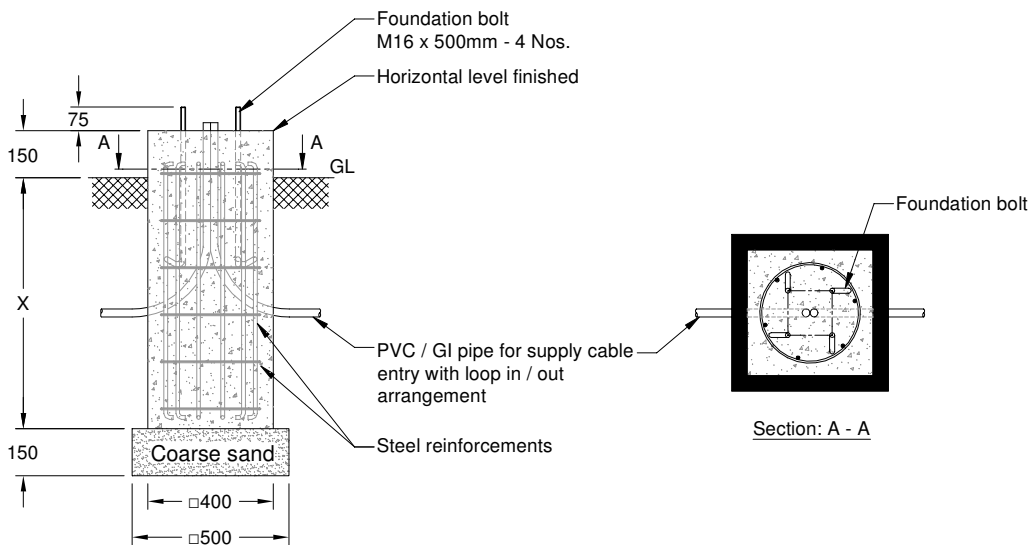 Foundation bolt
M16 x 500mm - 4 Nos.
Horizontal level finished
75
150
A
A
GL
Foundation bolt
X
PVC / GI pipe for supply cable
entry with loop in / out
arrangement
Section: A - A
Steel reinforcements
150
Coarse sand
□400
□500